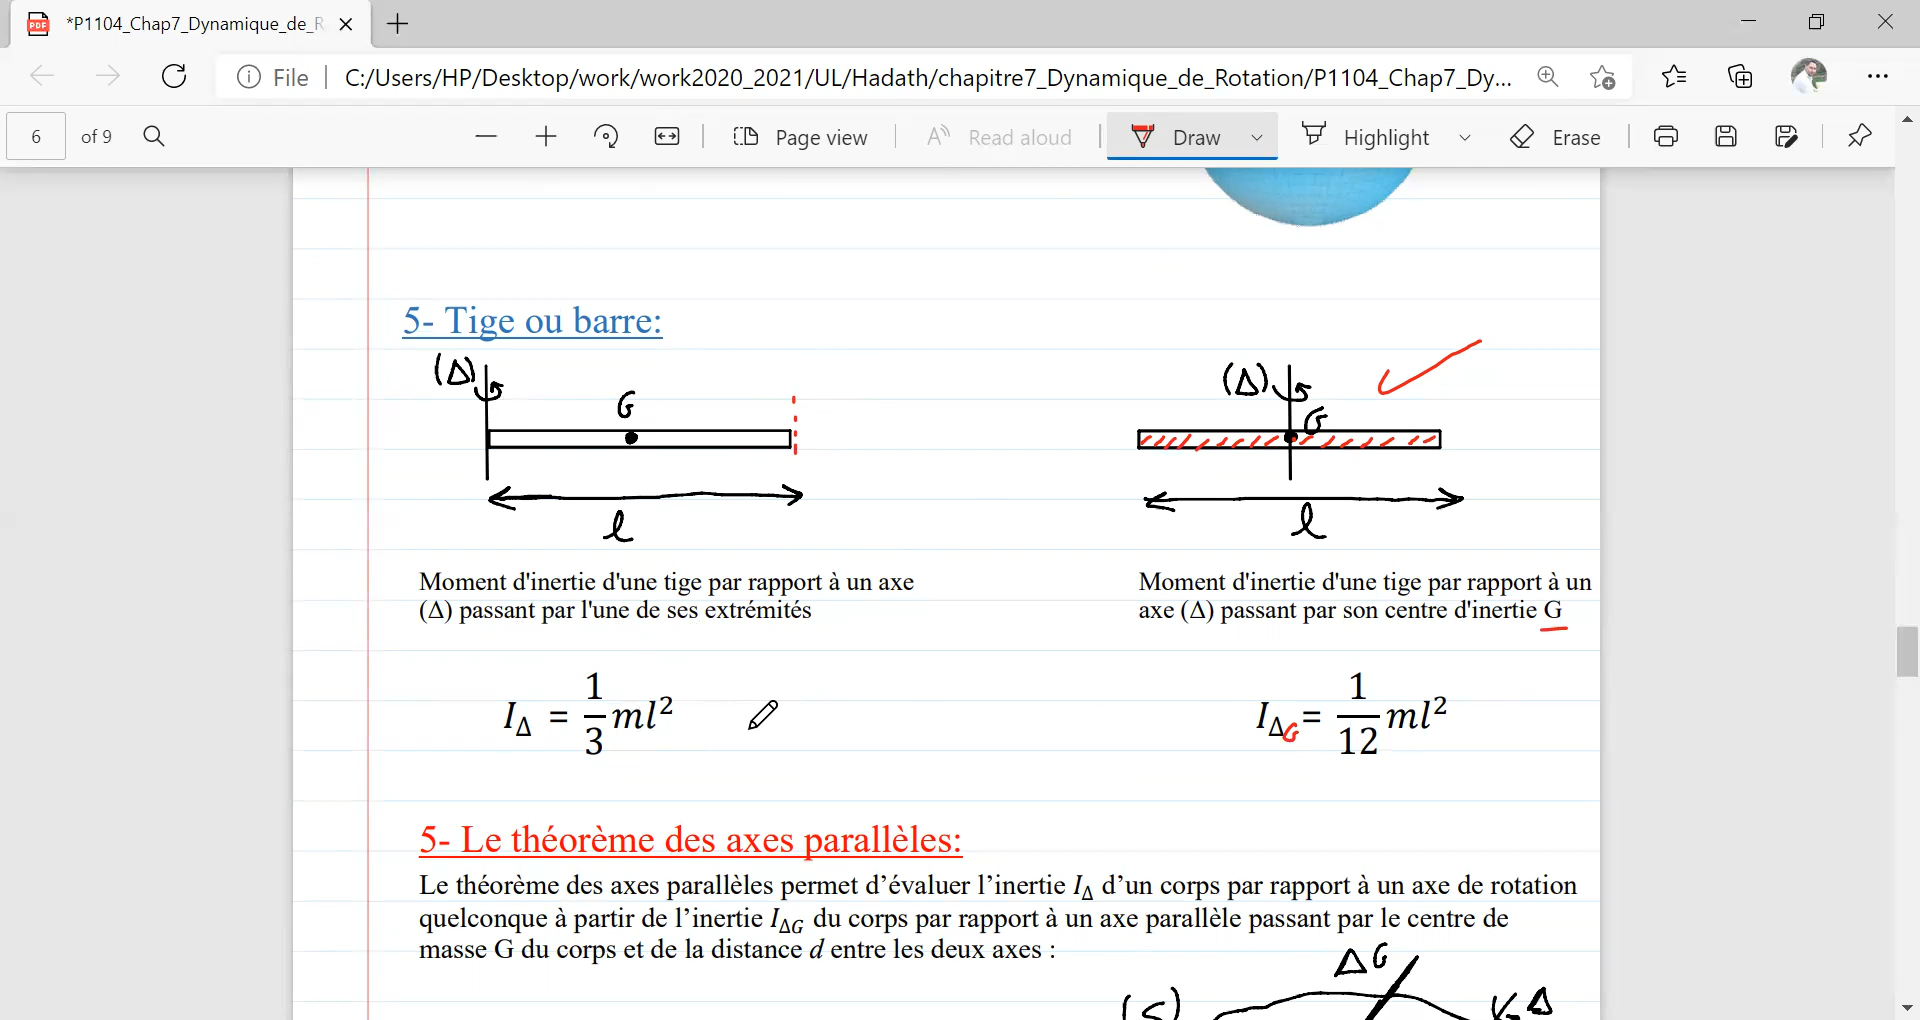 *P1104_Chap7_Dynamique_de_R
File
C:/Users/HP/Desktop/work/work2020_2021/UL/Hadath/chapitre7_Dynamique_de_Rotation/P1104_Chap7_Dy...
6 of 9
Page view
Read aloud
Draw
Highlight
Erase
5- Tige ou barre:
(Δ) G
(Δ) G
l
l
Moment d'inertie d'une tige par rapport à un axe
(Δ) passant par l'une de ses extrémités
Moment d'inertie d'une tige par rapport à un
axe (Δ) passant par son centre d'inertie G
I_Δ = 1/3 ml²
I_ΔG = 1/12 ml²
5- Le théorème des axes parallèles:
Le théorème des axes parallèles permet d’évaluer l’inertie I_Δ d’un corps par rapport à un axe de rotation
quelconque à partir de l’inertie I_ΔG du corps par rapport à un axe parallèle passant par le centre de
masse G du corps et de la distance d entre les deux axes :
ΔG
(S) Δ